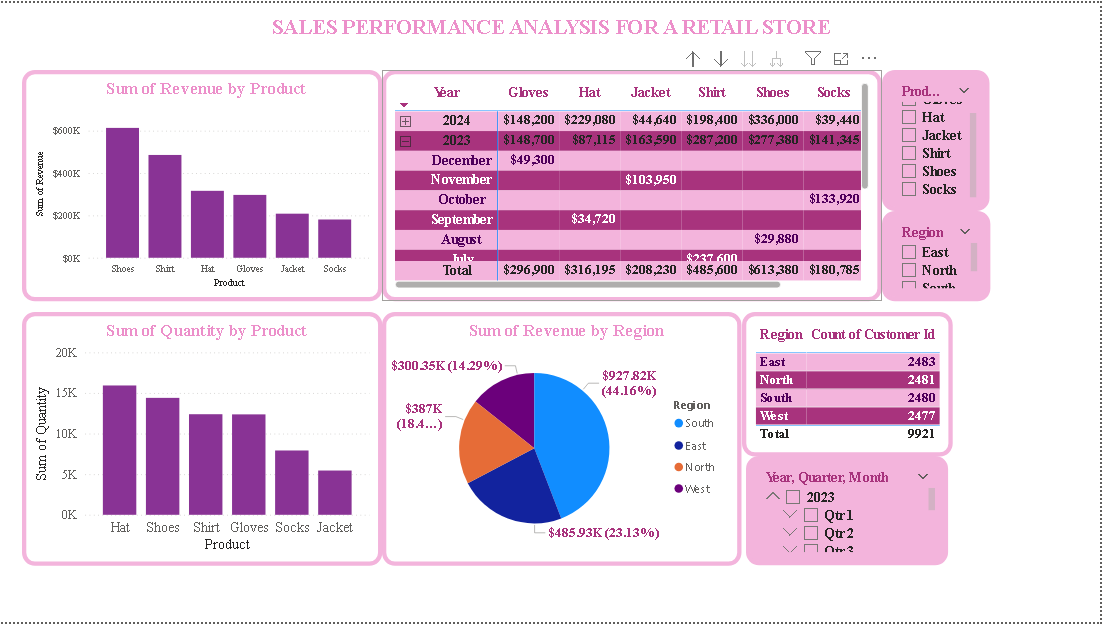 SALES PERFORMANCE ANALYSIS FOR A RETAIL STORE
Sum of Revenue by Product
Sum of Revenue
$600K
$400K
$200K
$0K
Shoes Shirt Hat Gloves Jacket Socks
Product
Year Gloves Hat Jacket Shirt Shoes Socks
2024 $148,200 $229,080 $44,640 $198,400 $336,000 $39,440
2023 $148,700 $87,115 $163,590 $287,200 $277,380 $141,345
December $49,300
November $103,950
October $133,920
September $34,720
August $29,880
July $237,600
Total $296,900 $316,195 $208,230 $485,600 $613,380 $180,785
Prod...
Gloves
Hat
Jacket
Shirt
Shoes
Socks
Region
East
North
South
Sum of Quantity by Product
Sum of Quantity
20K
15K
10K
5K
0K
Hat Shoes Shirt Gloves Socks Jacket
Product
Sum of Revenue by Region
$300.35K (14.29%)
$927.82K
(44.16%)
$387K
(18.4...)
$485.93K (23.13%)
Region
South
East
North
West
Region Count of Customer Id
East 2483
North 2481
South 2480
West 2477
Total 9921
Year, Quarter, Month
2023
Qtr1
Qtr2
Qtr3